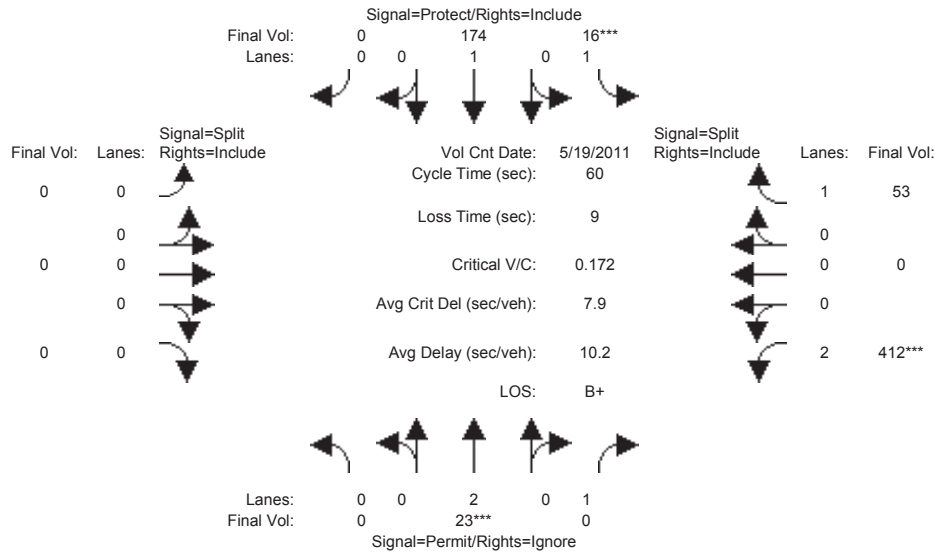 Signal=Protect/Rights=Include
Final Vol: 0 174 16***
Lanes: 0 0 1 0 1
Signal=Split
Final Vol: Lanes: Rights=Include
Vol Cnt Date: 5/19/2011
Signal=Split
Rights=Include Lanes: Final Vol:
Cycle Time (sec): 60
0 0
1 53
Loss Time (sec): 9
0
0
0 0
Critical V/C: 0.172
0 0
0
Avg Crit Del (sec/veh): 7.9
0
0 0
Avg Delay (sec/veh): 10.2
2 412***
LOS: B+
Lanes: 0 0 2 0 1
Final Vol: 0 23*** 0
Signal=Permit/Rights=Ignore